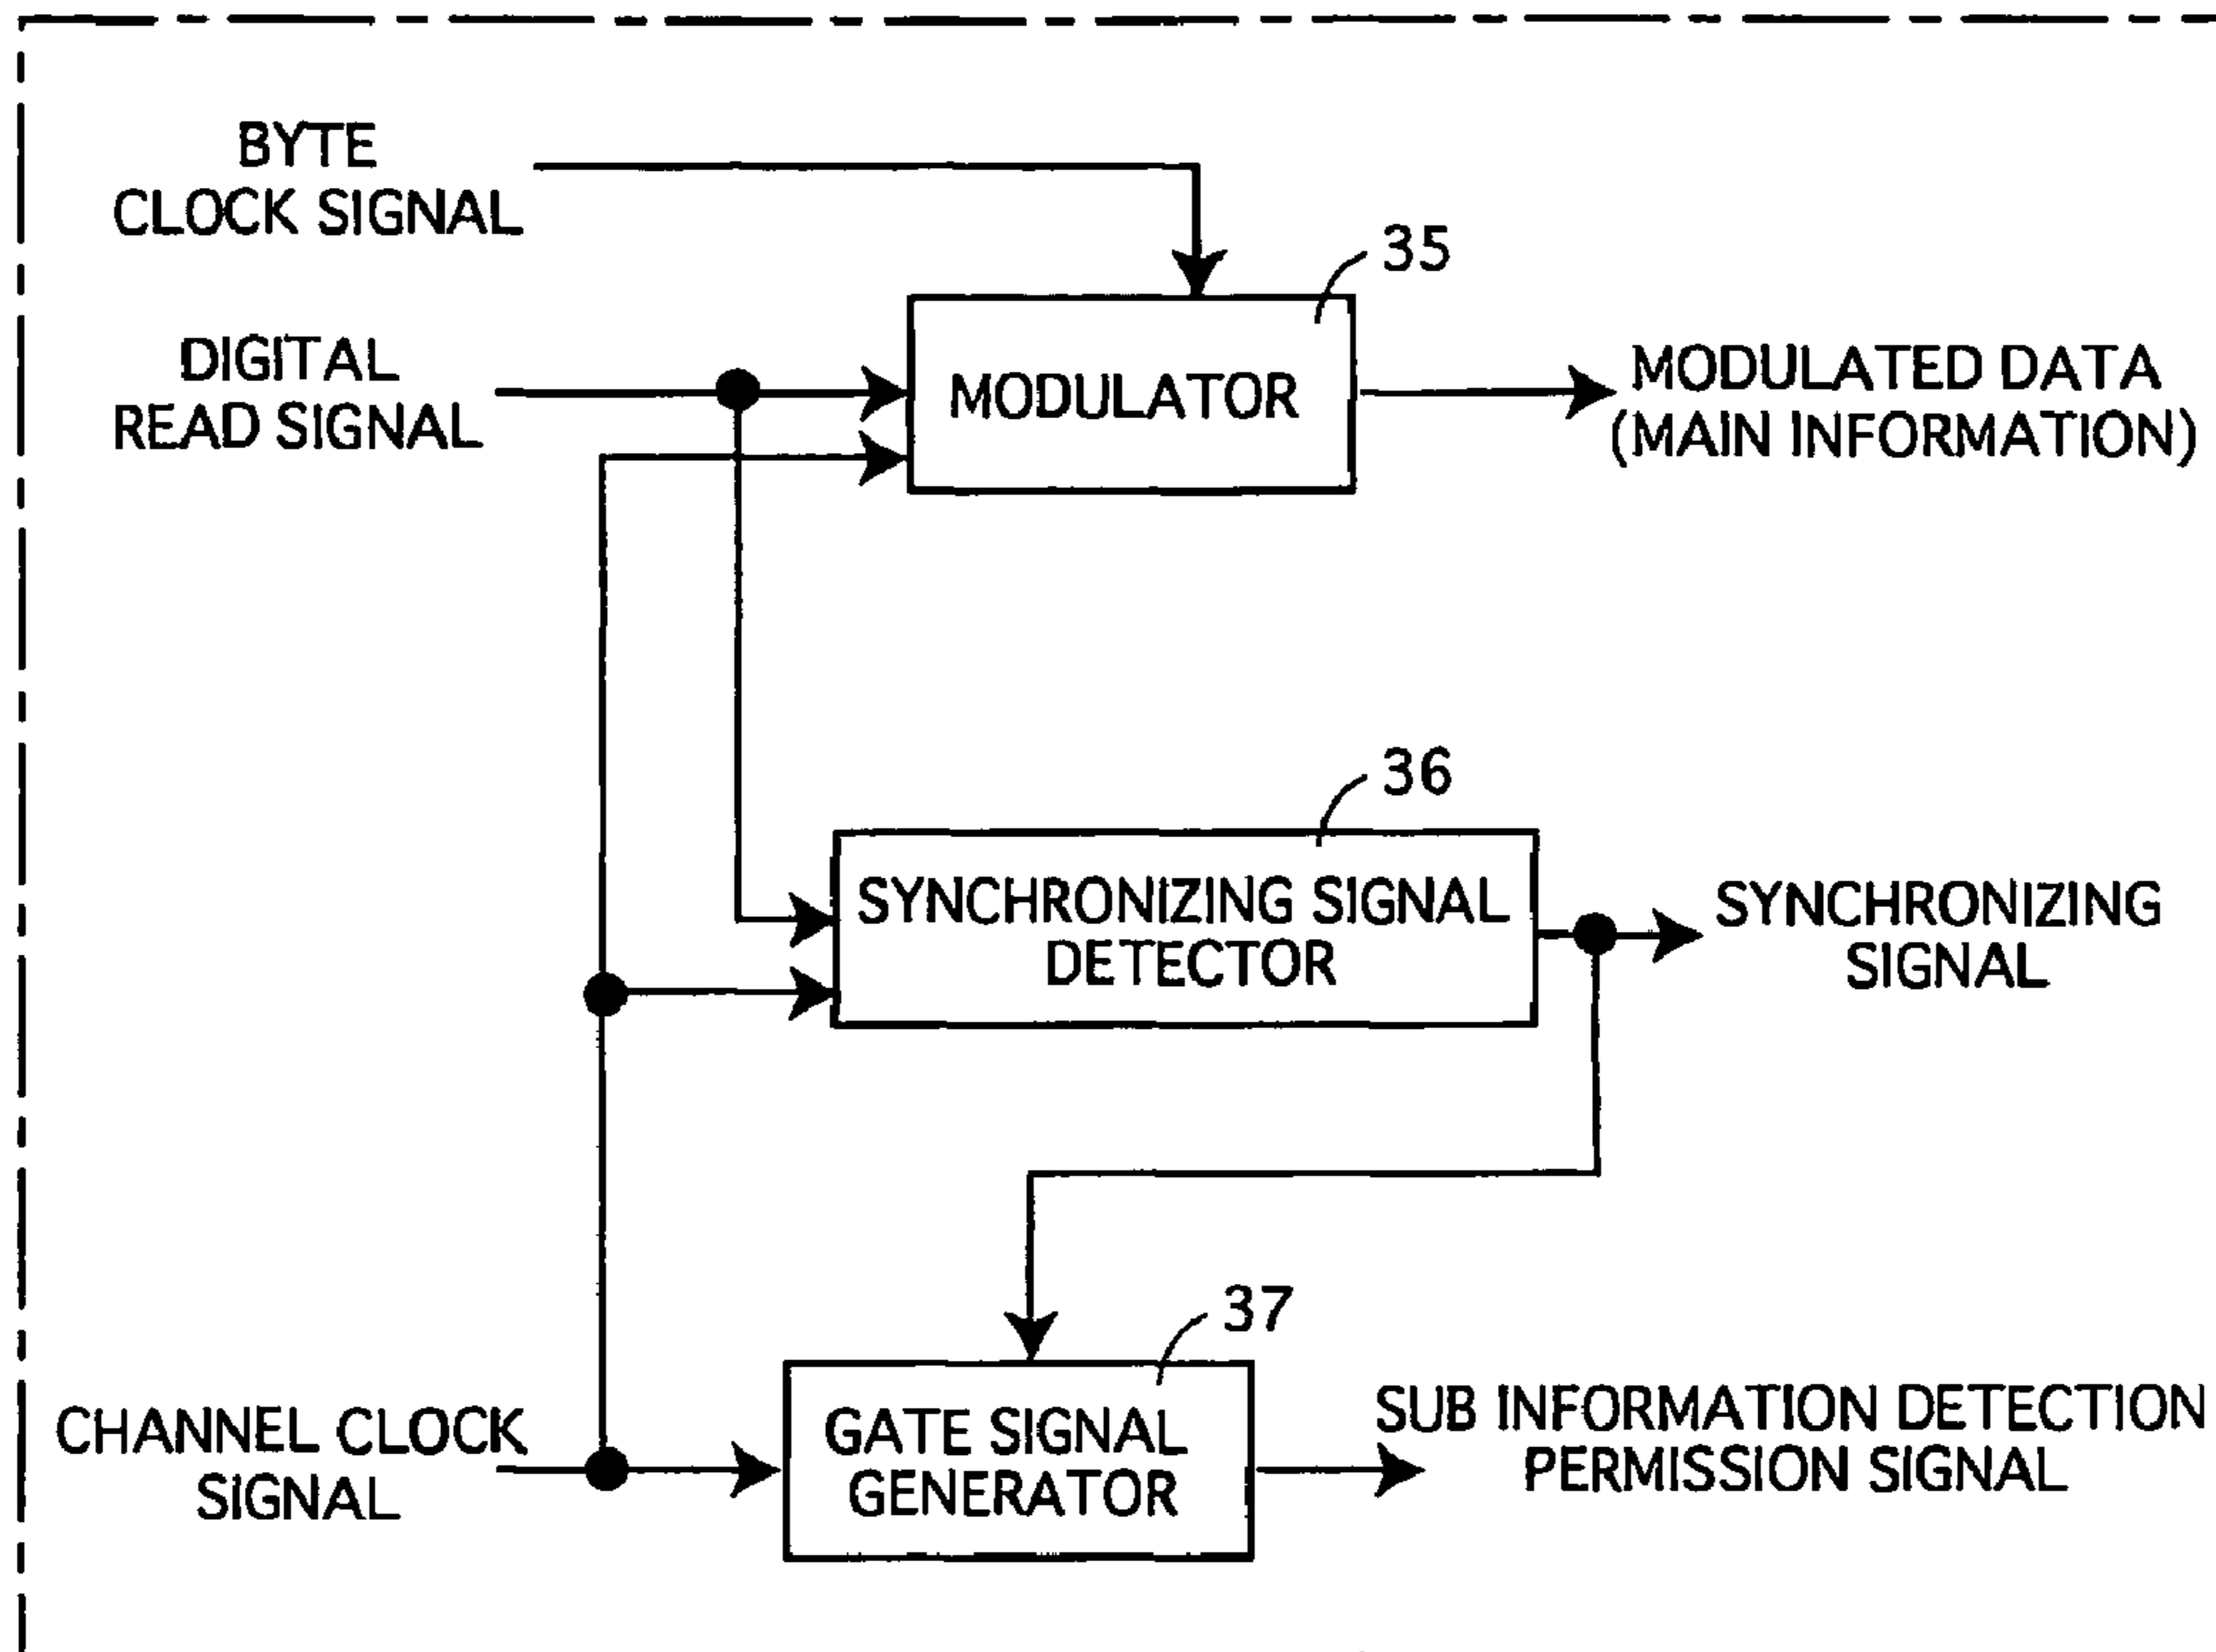 BYTE
CLOCK SIGNAL
35
DIGITAL
READ SIGNAL
MODULATOR
MODULATED DATA
(MAIN INFORMATION)
36
SYNCHRONIZING SIGNAL
DETECTOR
SYNCHRONIZING
SIGNAL
37
CHANNEL CLOCK
SIGNAL
GATE SIGNAL
GENERATOR
SUB INFORMATION DETECTION
PERMISSION SIGNAL